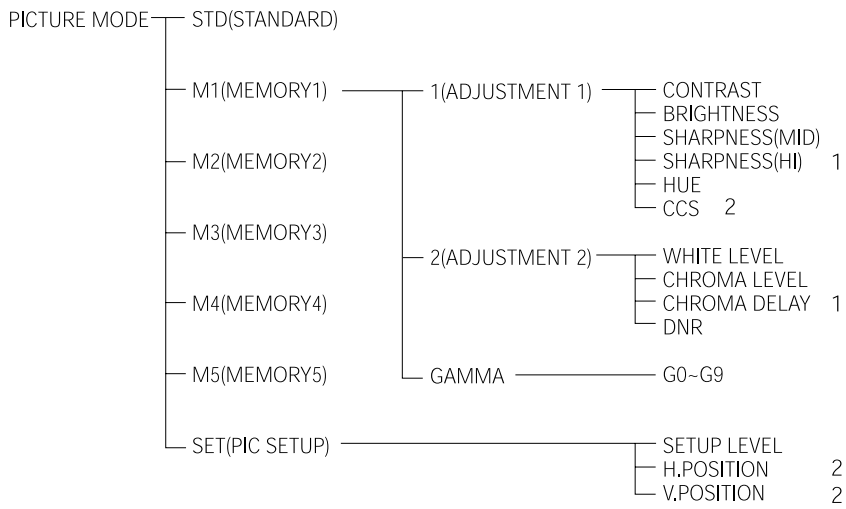 PICTURE MODE STD(STANDARD)
M1(MEMORY1) 1(ADJUSTMENT 1) CONTRAST
BRIGHTNESS
SHARPNESS(MID)
M2(MEMORY2) SHARPNESS(HI) 1
HUE
CCS 2
M3(MEMORY3)
2(ADJUSTMENT 2) WHITE LEVEL
CHROMA LEVEL
M4(MEMORY4) CHROMA DELAY 1
DNR
M5(MEMORY5) GAMMA G0~G9
SET(PIC SETUP) SETUP LEVEL
H.POSITION 2
V.POSITION 2